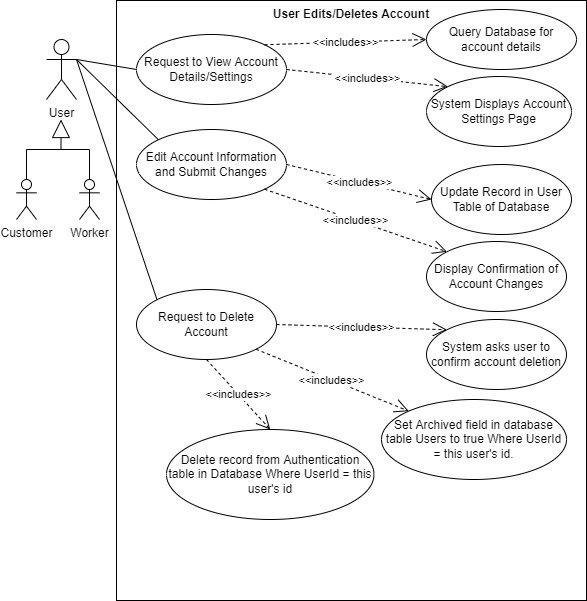 User Edits/Deletes Account
Query Database for
account details
<<includes>>
Request to View Account
Details/Settings
<<includes>>
System Displays Account
Settings Page
User
Edit Account Information
and Submit Changes
<<includes>>
Update Record in User
Table of Database
<<includes>>
Customer
Worker
Display Confirmation of
Account Changes
Request to Delete
Account
<<includes>>
System asks user to
confirm account deletion
<<includes>>
<<includes>>
Set Archived field in database
table Users to true Where UserId
= this user's id.
Delete record from Authentication
table in Database Where UserId = this
user's id